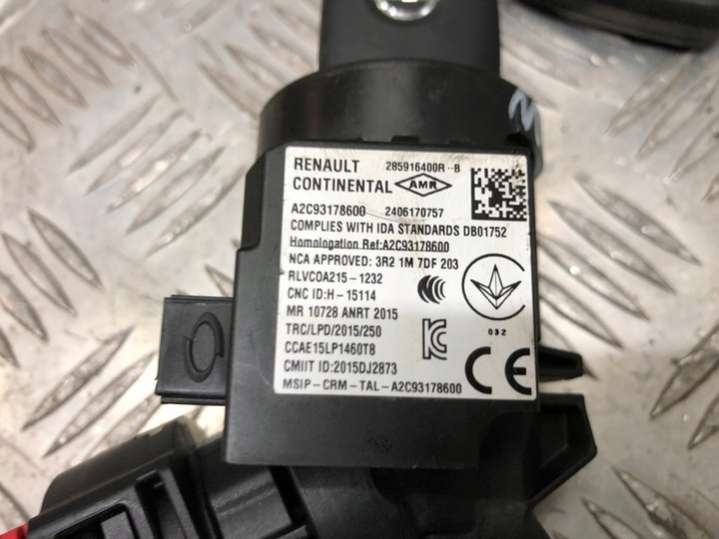 RENAULT 285916400R--B
CONTINENTAL AMR
A2C93178600 2406170757
COMPLIES WITH IDA STANDARDS DB01752
Homologation Ref:A2C93178600
NCA APPROVED: 3R2 1M 7DF 203
RLVCOA215-1232
CNC ID:H-15114
MR 10728 ANRT 2015
TRC/LPD/2015/250
CCAE15LP1460T8
CMIIT ID:2015DJ2873
MSIP-CRM-TAL-A2C93178600
032
CE